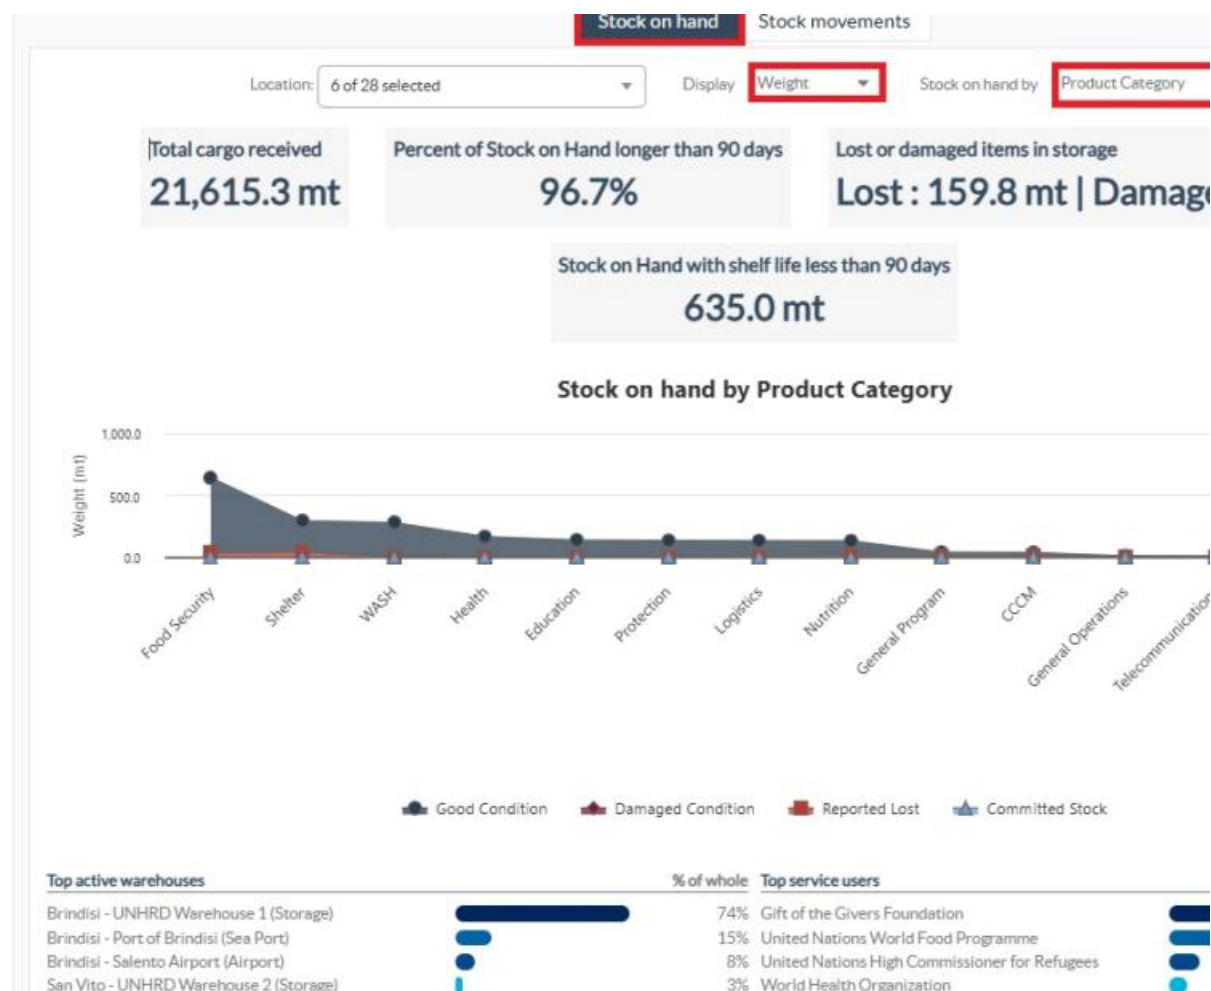 Stock on hand
Stock movements
Location: 6 of 28 selected
Display Weight
Stock on hand by Product Category
Total cargo received
21,615.3 mt
Percent of Stock on Hand longer than 90 days
96.7%
Lost or damaged items in storage
Lost : 159.8 mt | Damage
Stock on Hand with shelf life less than 90 days
635.0 mt
Stock on hand by Product Category
Weight (mt)
1,000.0
500.0
0.0
Food Security
Shelter
WASH
Health
Education
Protection
Logistics
Nutrition
General Program
CCCM
General Operations
Telecommunication
Good Condition
Damaged Condition
Reported Lost
Committed Stock
Top active warehouses % of whole
Brindisi - UNHRD Warehouse 1 (Storage) 74%
Brindisi - Port of Brindisi (Sea Port) 15%
Brindisi - Salento Airport (Airport) 8%
San Vito - UNHRD Warehouse 2 (Storage) 3%
Top service users
Gift of the Givers Foundation
United Nations World Food Programme
United Nations High Commissioner for Refugees
World Health Organization